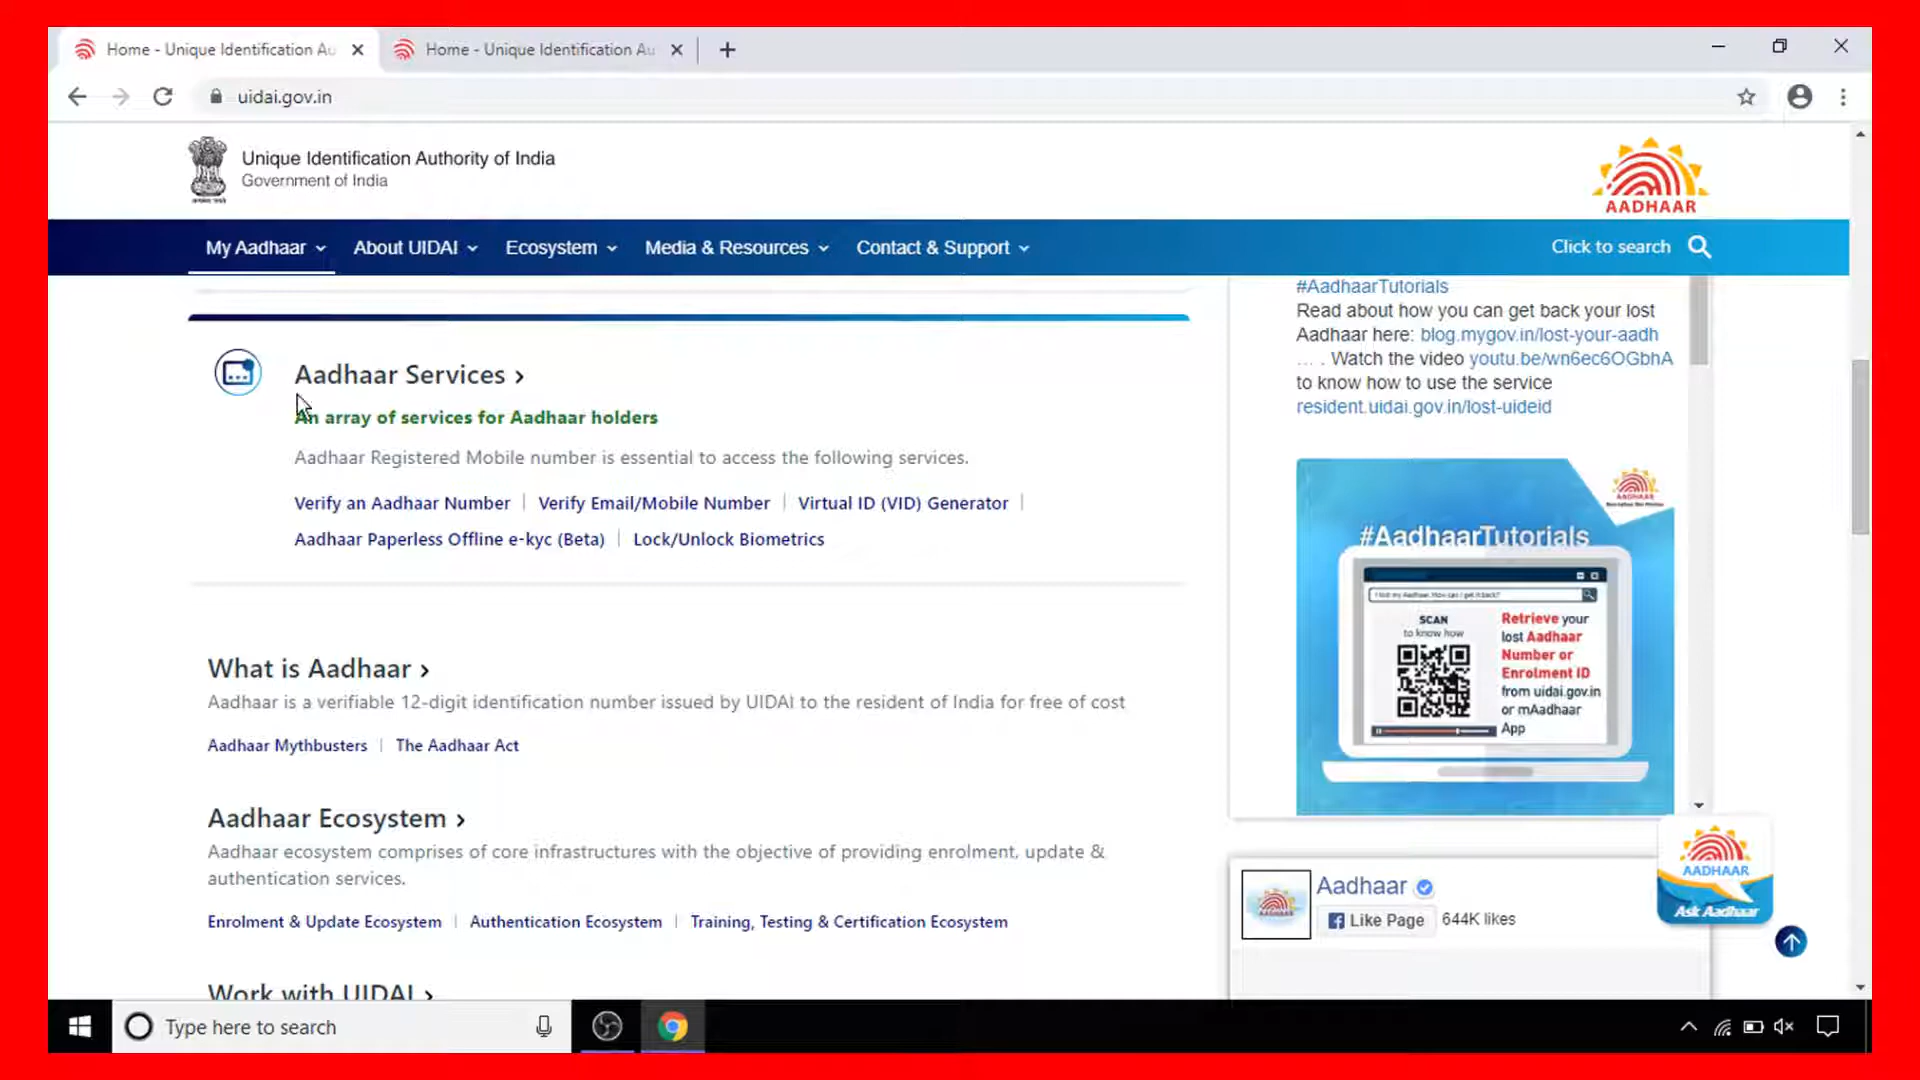 Home - Unique Identification Au
Home - Unique Identification Au
uidai.gov.in
Unique Identification Authority of India
Government of India
AADHAAR
My Aadhaar
About UIDAI
Ecosystem
Media & Resources
Contact & Support
Click to search
Aadhaar Services
An array of services for Aadhaar holders
Aadhaar Registered Mobile number is essential to access the following services.
Verify an Aadhaar Number | Verify Email/Mobile Number | Virtual ID (VID) Generator |
Aadhaar Paperless Offline e-kyc (Beta) | Lock/Unlock Biometrics
What is Aadhaar
Aadhaar is a verifiable 12-digit identification number issued by UIDAI to the resident of India for free of cost
Aadhaar Mythbusters | The Aadhaar Act
Aadhaar Ecosystem
Aadhaar ecosystem comprises of core infrastructures with the objective of providing enrolment, update &
authentication services.
Enrolment & Update Ecosystem | Authentication Ecosystem | Training, Testing & Certification Ecosystem
Work with UIDAI
#AadhaarTutorials
Read about how you can get back your lost
Aadhaar here: blog.mygov.in/lost-your-aadh
… . Watch the video youtu.be/wn6ec6OGbhA
to know how to use the service
resident.uidai.gov.in/lost-uideid
AADHAAR
#AadhaarTutorials
I lost my Aadhaar. How can I get it back?
SCAN
to know how
Retrieve your
lost Aadhaar
Number or
Enrolment ID
from uidai.gov.in
or mAadhaar
App
Aadhaar
Like Page
644K likes
AADHAAR
Ask Aadhaar
Type here to search